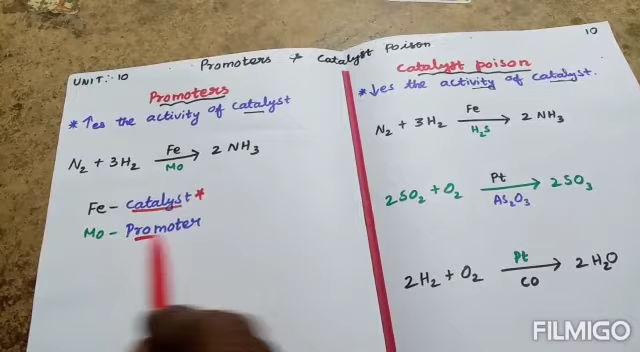 UNIT:- 10
Promoters & Catalyst Poison
10
Promoters
* ↑es the activity of catalyst
N₂ + 3H₂ —Fe/Mo→ 2 NH₃
Fe - catalyst *
Mo - Promoter
Catalyst poison
* ↓es the activity of catalyst.
N₂ + 3H₂ —Fe/H₂S→ 2 NH₃
2SO₂ + O₂ —Pt/AS₂O₃→ 2SO₃
2H₂ + O₂ —Pt/CO→ 2H₂O
FILMIGO